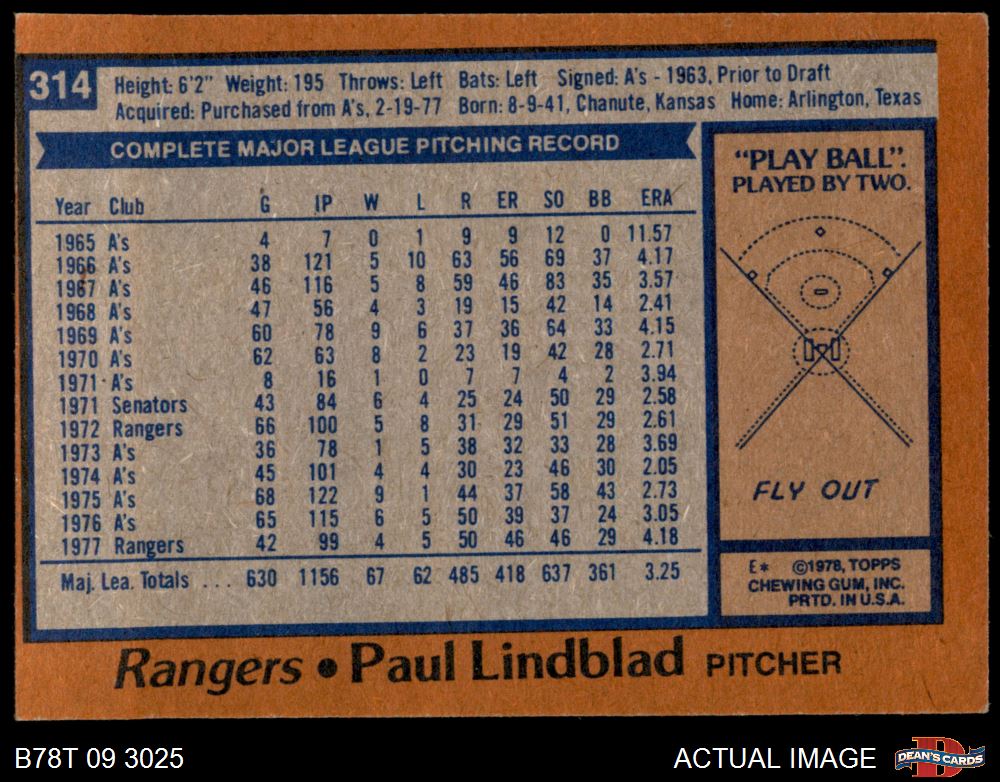 314
Height: 6'2" Weight: 195 Throws: Left Bats: Left Signed: A's - 1963, Prior to Draft
Acquired: Purchased from A's, 2-19-77 Born: 8-9-41, Chanute, Kansas Home: Arlington, Texas
COMPLETE MAJOR LEAGUE PITCHING RECORD
Year Club G IP W L R ER SO BB ERA
1965 A's 4 7 0 1 9 9 12 0 11.57
1966 A's 38 121 5 10 63 56 69 37 4.17
1967 A's 46 116 5 8 59 46 83 35 3.57
1968 A's 47 56 4 3 19 15 42 14 2.41
1969 A's 60 78 9 6 37 36 64 33 4.15
1970 A's 62 63 8 2 23 19 42 28 2.71
1971 A's 8 16 1 0 7 7 4 2 3.94
1971 Senators 43 84 6 4 25 24 50 29 2.58
1972 Rangers 66 100 5 8 31 29 51 29 2.61
1973 A's 36 78 1 5 38 32 33 28 3.69
1974 A's 45 101 4 4 30 23 46 30 2.05
1975 A's 68 122 9 1 44 37 58 43 2.73
1976 A's 65 115 6 5 50 39 37 24 3.05
1977 Rangers 42 99 4 5 50 46 46 29 4.18
Maj. Lea. Totals ... 630 1156 67 62 485 418 637 361 3.25
"PLAY BALL".
PLAYED BY TWO.
FLY OUT
E* ©1978, TOPPS
CHEWING GUM, INC.
PRTD. IN U.S.A.
Rangers • Paul Lindblad PITCHER
B78T 09 3025
ACTUAL IMAGE
D
DEAN'S CARDS